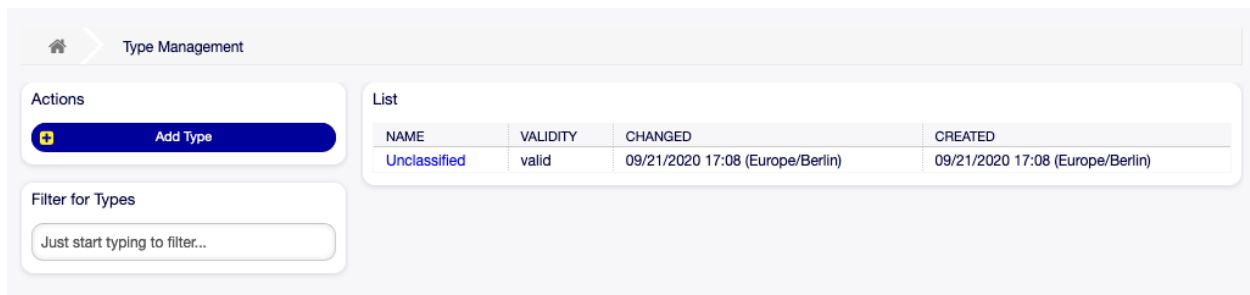 Type Management
Actions
Add Type
Filter for Types
Just start typing to filter...
List
NAME VALIDITY CHANGED CREATED
Unclassified valid 09/21/2020 17:08 (Europe/Berlin) 09/21/2020 17:08 (Europe/Berlin)